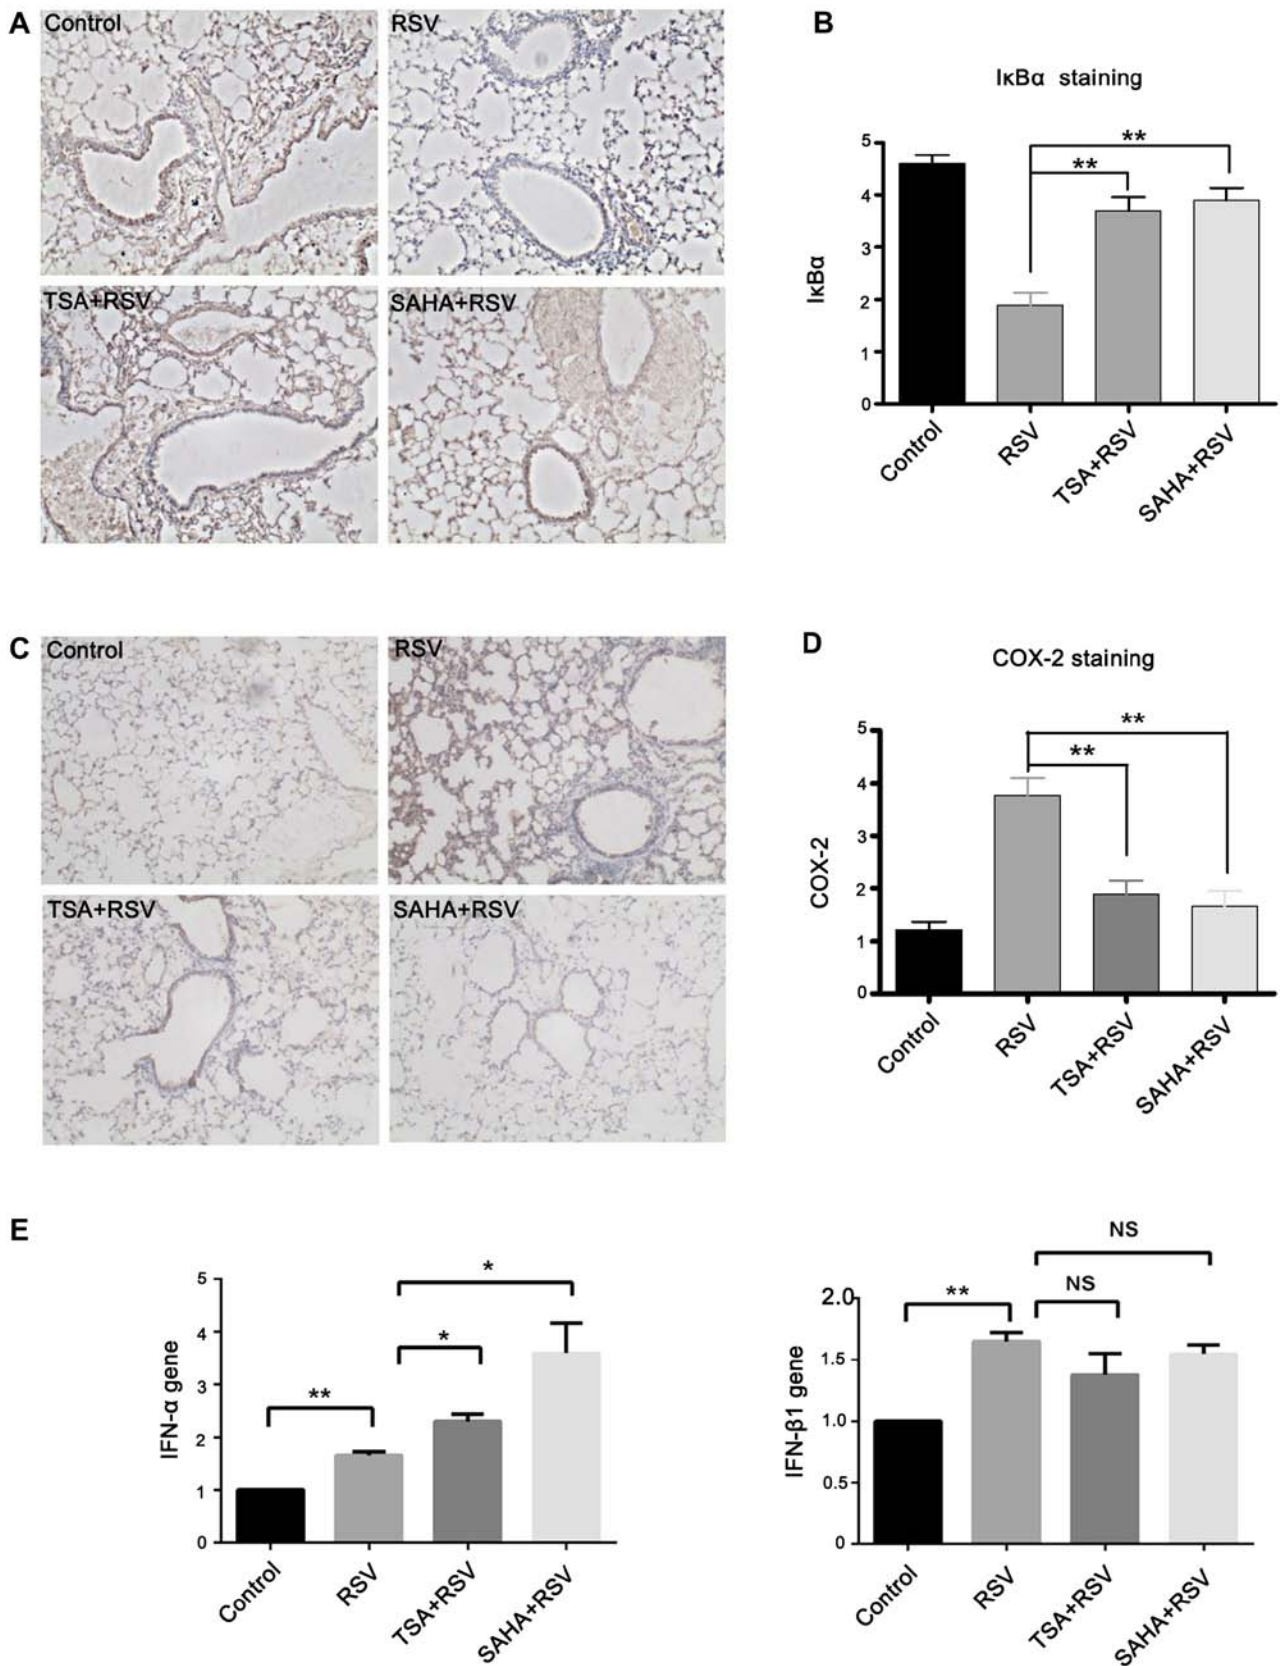 A
Control
RSV
TSA+RSV
SAHA+RSV
B
IκBα staining
IκBα
5
4
3
2
1
0
**
**
Control
RSV
TSA+RSV
SAHA+RSV
C
Control
RSV
TSA+RSV
SAHA+RSV
D
COX-2 staining
COX-2
5
4
3
2
1
0
**
**
Control
RSV
TSA+RSV
SAHA+RSV
E
IFN-α gene
5
4
3
2
1
0
*
*
**
Control
RSV
TSA+RSV
SAHA+RSV
IFN-β1 gene
2.0
1.5
1.0
0.5
0
NS
NS
**
Control
RSV
TSA+RSV
SAHA+RSV